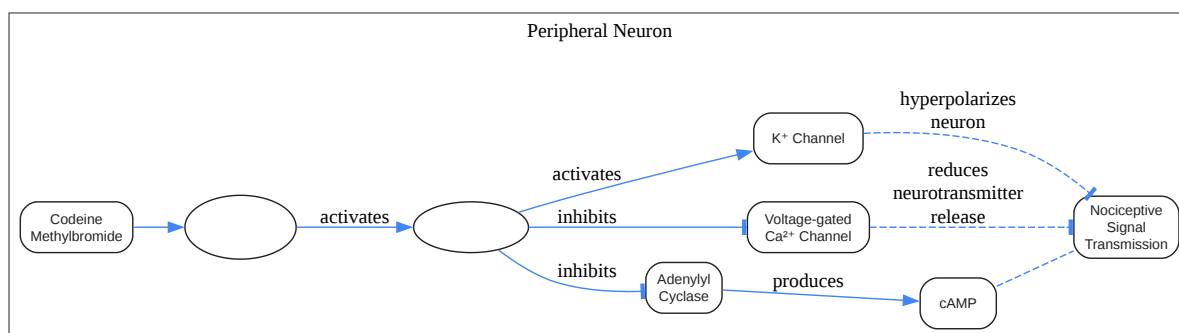 Peripheral Neuron
hyperpolarizes
neuron
K⁺ Channel
activates
reduces
neurotransmitter
release
Codeine
Methylbromide
activates
inhibits
Voltage-gated
Ca²⁺ Channel
Nociceptive
Signal
Transmission
inhibits
Adenylyl
Cyclase
produces
cAMP